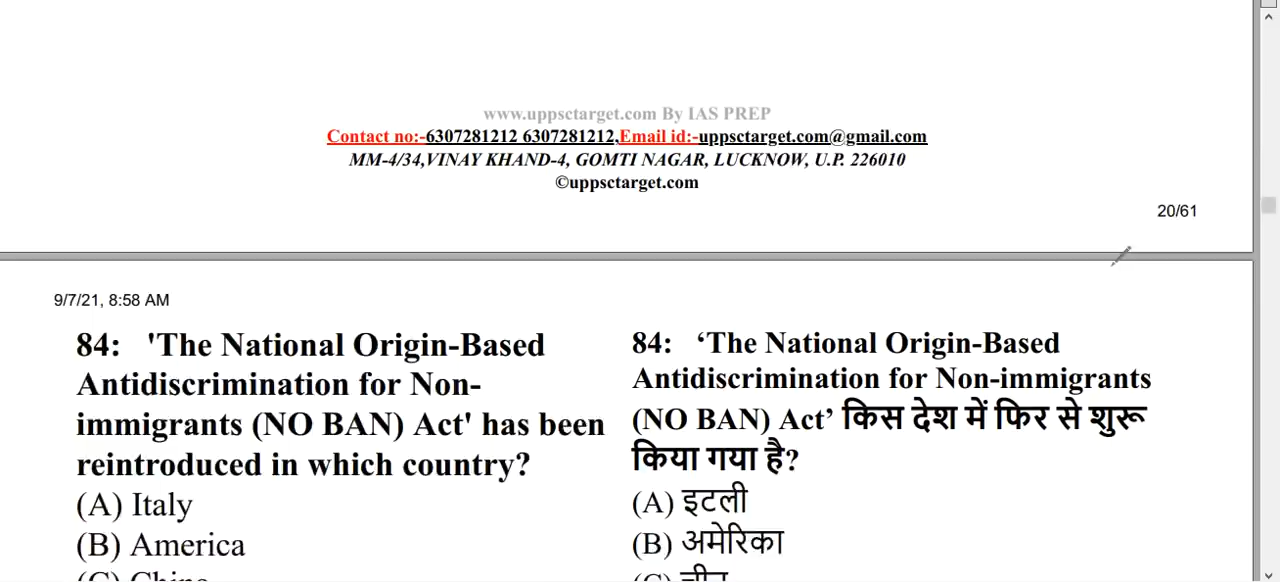 www.uppsctarget.com By IAS PREP
Contact no:-6307281212 6307281212,Email id:-uppsctarget.com@gmail.com
MM-4/34,VINAY KHAND-4, GOMTI NAGAR, LUCKNOW, U.P. 226010
©uppsctarget.com
20/61
9/7/21, 8:58 AM
84: 'The National Origin-Based
Antidiscrimination for Non-
immigrants (NO BAN) Act' has been
reintroduced in which country?
(A) Italy
(B) America
(C) China
84: ‘The National Origin-Based
Antidiscrimination for Non-immigrants
(NO BAN) Act’ किस देश में फिर से शुरू
किया गया है?
(A) इटली
(B) अमेरिका
(C) चीन